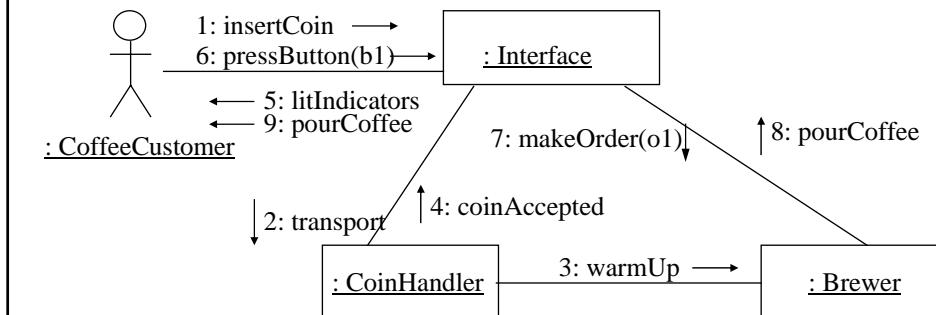 1: insertCoin
6: pressButton(b1)
: Interface
5: litIndicators
9: pourCoffee
: CoffeeCustomer
7: makeOrder(o1)
8: pourCoffee
2: transport
4: coinAccepted
3: warmUp
: CoinHandler
: Brewer